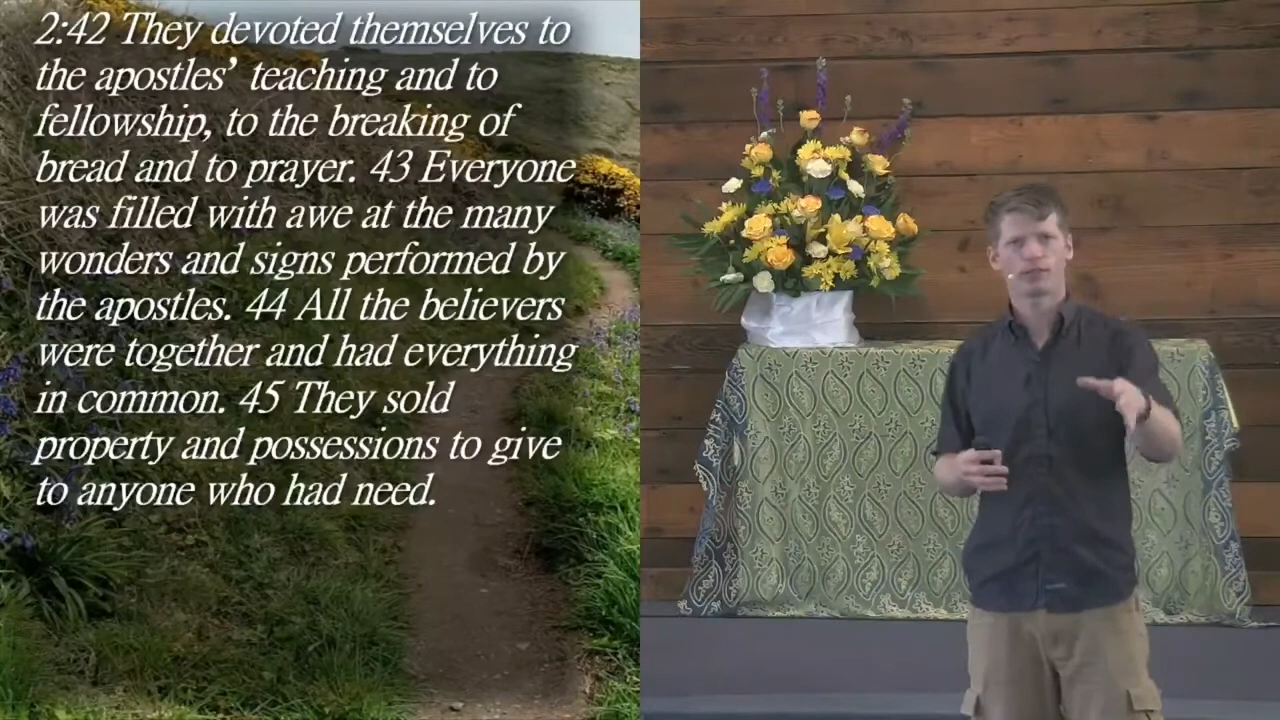 2:42 They devoted themselves to
the apostles’ teaching and to
fellowship, to the breaking of
bread and to prayer. 43 Everyone
was filled with awe at the many
wonders and signs performed by
the apostles. 44 All the believers
were together and had everything
in common. 45 They sold
property and possessions to give
to anyone who had need.